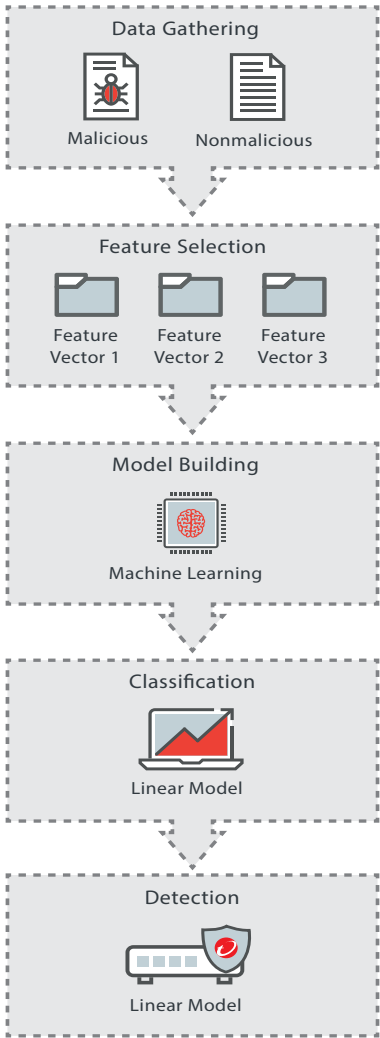 Data Gathering
Malicious
Nonmalicious
Feature Selection
Feature
Vector 1
Feature
Vector 2
Feature
Vector 3
Model Building
Machine Learning
Classification
Linear Model
Detection
Linear Model